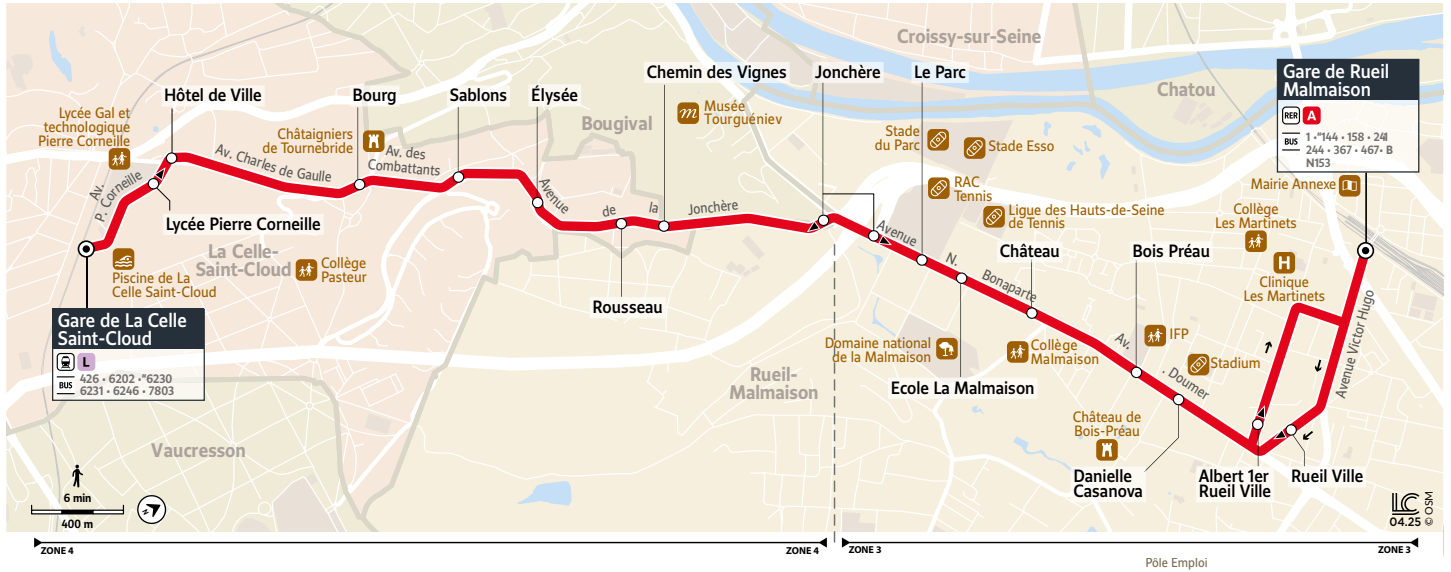 Croissy-sur-Seine
Chatou
Bougival
La Celle-
Saint-Cloud
Rueil-
Malmaison
Vaucresson
Gare de La Celle
Saint-Cloud
L
BUS
426 • 6202 •"6230
6231 • 6246 • 7803
Lycée Pierre Corneille
Hôtel de Ville
Bourg
Sablons
Élysée
Rousseau
Chemin des Vignes
Jonchère
Le Parc
Ecole La Malmaison
Château
Bois Préau
Danielle
Casanova
Albert 1er
Rueil Ville
Rueil Ville
Gare de Rueil
Malmaison
RER A
BUS
1 •"144 • 158 • 241
244 • 367 • 467• B
N153
Lycée Gal et
technologique
Pierre Corneille
Piscine de La
Celle Saint-Cloud
Châtaigniers
de Tournebride
Collège
Pasteur
Musée
Tourguéniev
Stade
du Parc
Stade Esso
RAC
Tennis
Ligue des Hauts-de-Seine
de Tennis
Domaine national
de la Malmaison
Collège
Malmaison
IFP
Stadium
Château de
Bois-Préau
Mairie Annexe
Collège
Les Martinets
H
Clinique
Les Martinets
Av.
P. Corneille
Av. Charles de Gaulle
Av. des
Combattants
Avenue
de
la
Jonchère
Avenue
N.
Bonaparte
Av.
. Doumer
Avenue Victor Hugo
6 min
400 m
LC
04.25
© OSM
ZONE 4
ZONE 4
ZONE 3
ZONE 3
Pôle Emploi